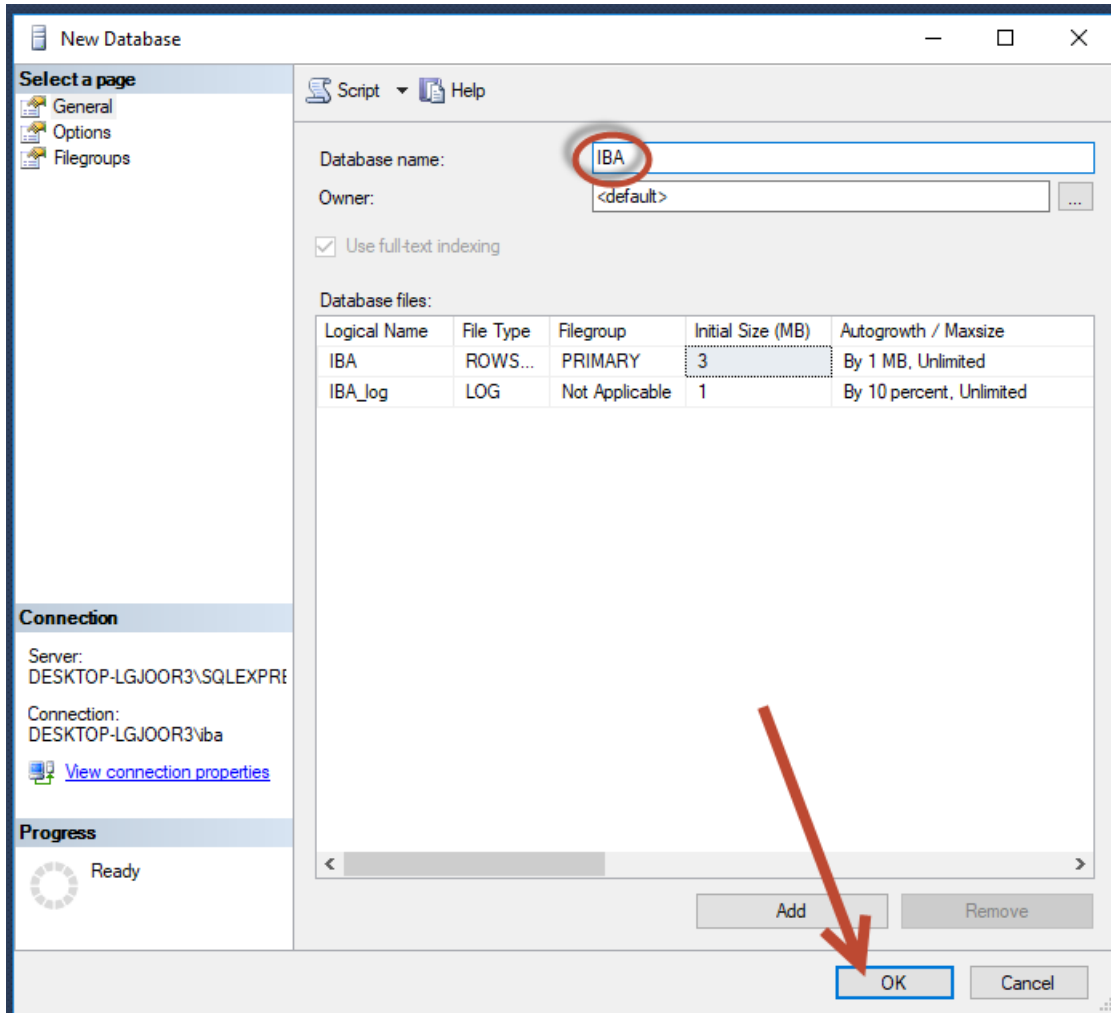 New Database
Select a page
General
Options
Filegroups
Script Help
Database name: IBA
Owner: <default> ...
Use full-text indexing
Database files:
Logical Name File Type Filegroup Initial Size (MB) Autogrowth / Maxsize
IBA ROWS... PRIMARY 3 By 1 MB, Unlimited
IBA_log LOG Not Applicable 1 By 10 percent, Unlimited
Connection
Server:
DESKTOP-LGJOOR3\SQLEXPRE
Connection:
DESKTOP-LGJOOR3\iba
View connection properties
Progress
Ready
Add Remove
OK Cancel